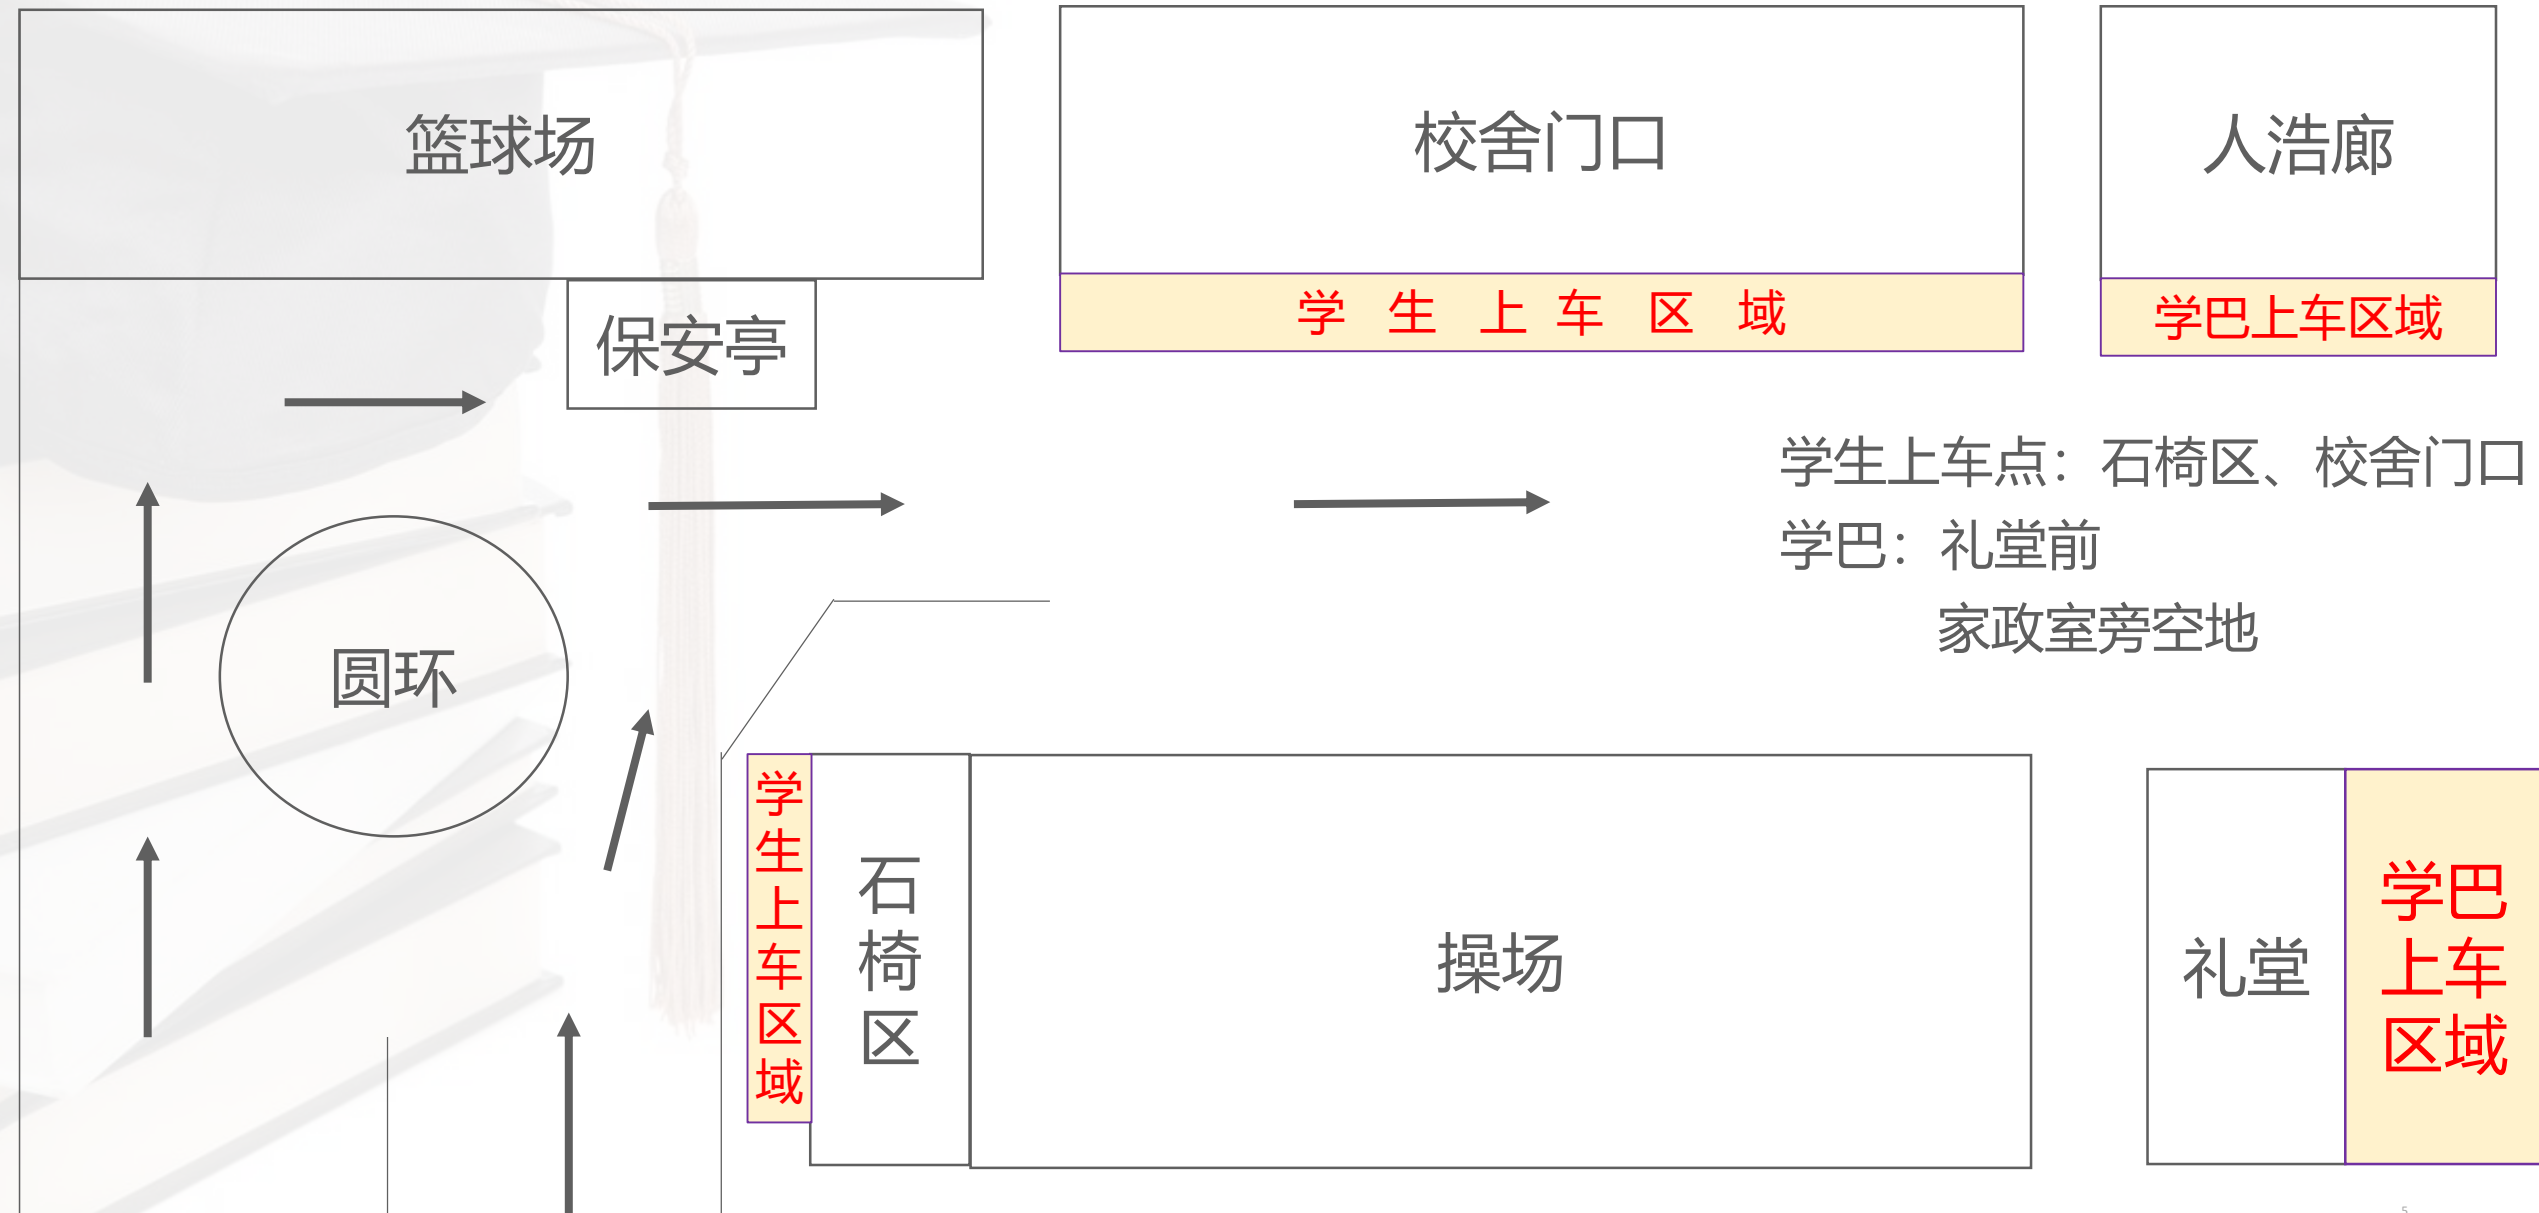 篮球场
校舍门口
人浩廊
学生上车区域
学巴上车区域
保安亭
学生上车点：石椅区、校舍门口
学巴：礼堂前
家政室旁空地
圆环
学
生
上
车
区
域
石
椅
区
操场
礼堂
学巴
上车
区域
5